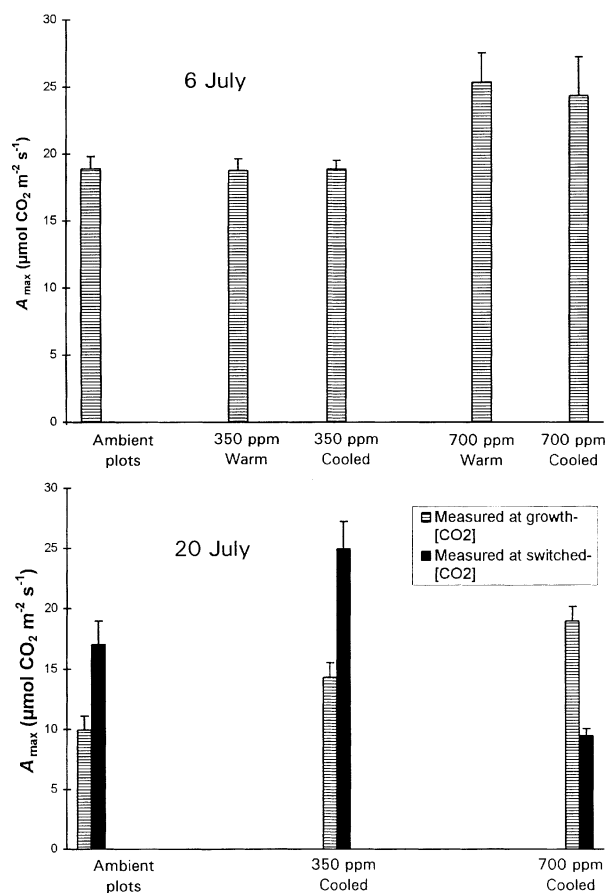 30
25
20
15
10
5
0
A max (µmol CO2 m-2 s-1)
6 July
Ambient plots
350 ppm Warm
350 ppm Cooled
700 ppm Warm
700 ppm Cooled
30
25
20
15
10
5
0
A max (µmol CO2 m-2 s-1)
20 July
Measured at growth-
[CO2]
Measured at switched-
[CO2]
Ambient plots
350 ppm Cooled
700 ppm Cooled